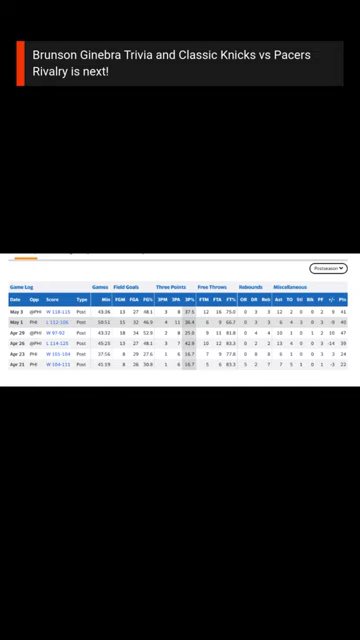 Brunson Ginebra Trivia and Classic Knicks vs Pacers
Rivalry is next!
Postseason
Game Log Games Field Goals Three Points Free Throws Rebounds Miscellaneous
Date Opp Score Type Min FGM FGA FG% 3PM 3PA 3P% FTM FTA FT% OR DR Reb Ast TO Stl Blk PF +/- Pts
May 3 @PHI W 118-115 Post 43:36 13 27 48.1 3 8 37.5 12 16 75.0 0 3 3 12 2 0 0 2 9 41
May 1 PHI L 112-106 Post 50:51 15 32 46.9 4 11 36.4 6 9 66.7 0 3 3 6 4 3 0 3 40
Apr 29 @PHI W 97-92 Post 43:32 18 34 52.9 2 8 25.0 9 11 81.8 0 4 4 10 1 0 1 2 10 47
Apr 26 @PHI L 114-125 Post 45:25 13 27 48.1 3 7 42.9 10 12 83.3 0 2 2 13 4 0 0 3 -14 39
Apr 23 PHI W 101-104 Post 37:56 8 29 27.6 1 6 16.7 7 9 77.8 0 8 8 6 1 0 0 3 3 24
Apr 21 PHI W 104-111 Post 41:19 8 26 30.8 1 6 16.7 5 6 83.3 5 2 7 7 5 1 0 1 -3 22